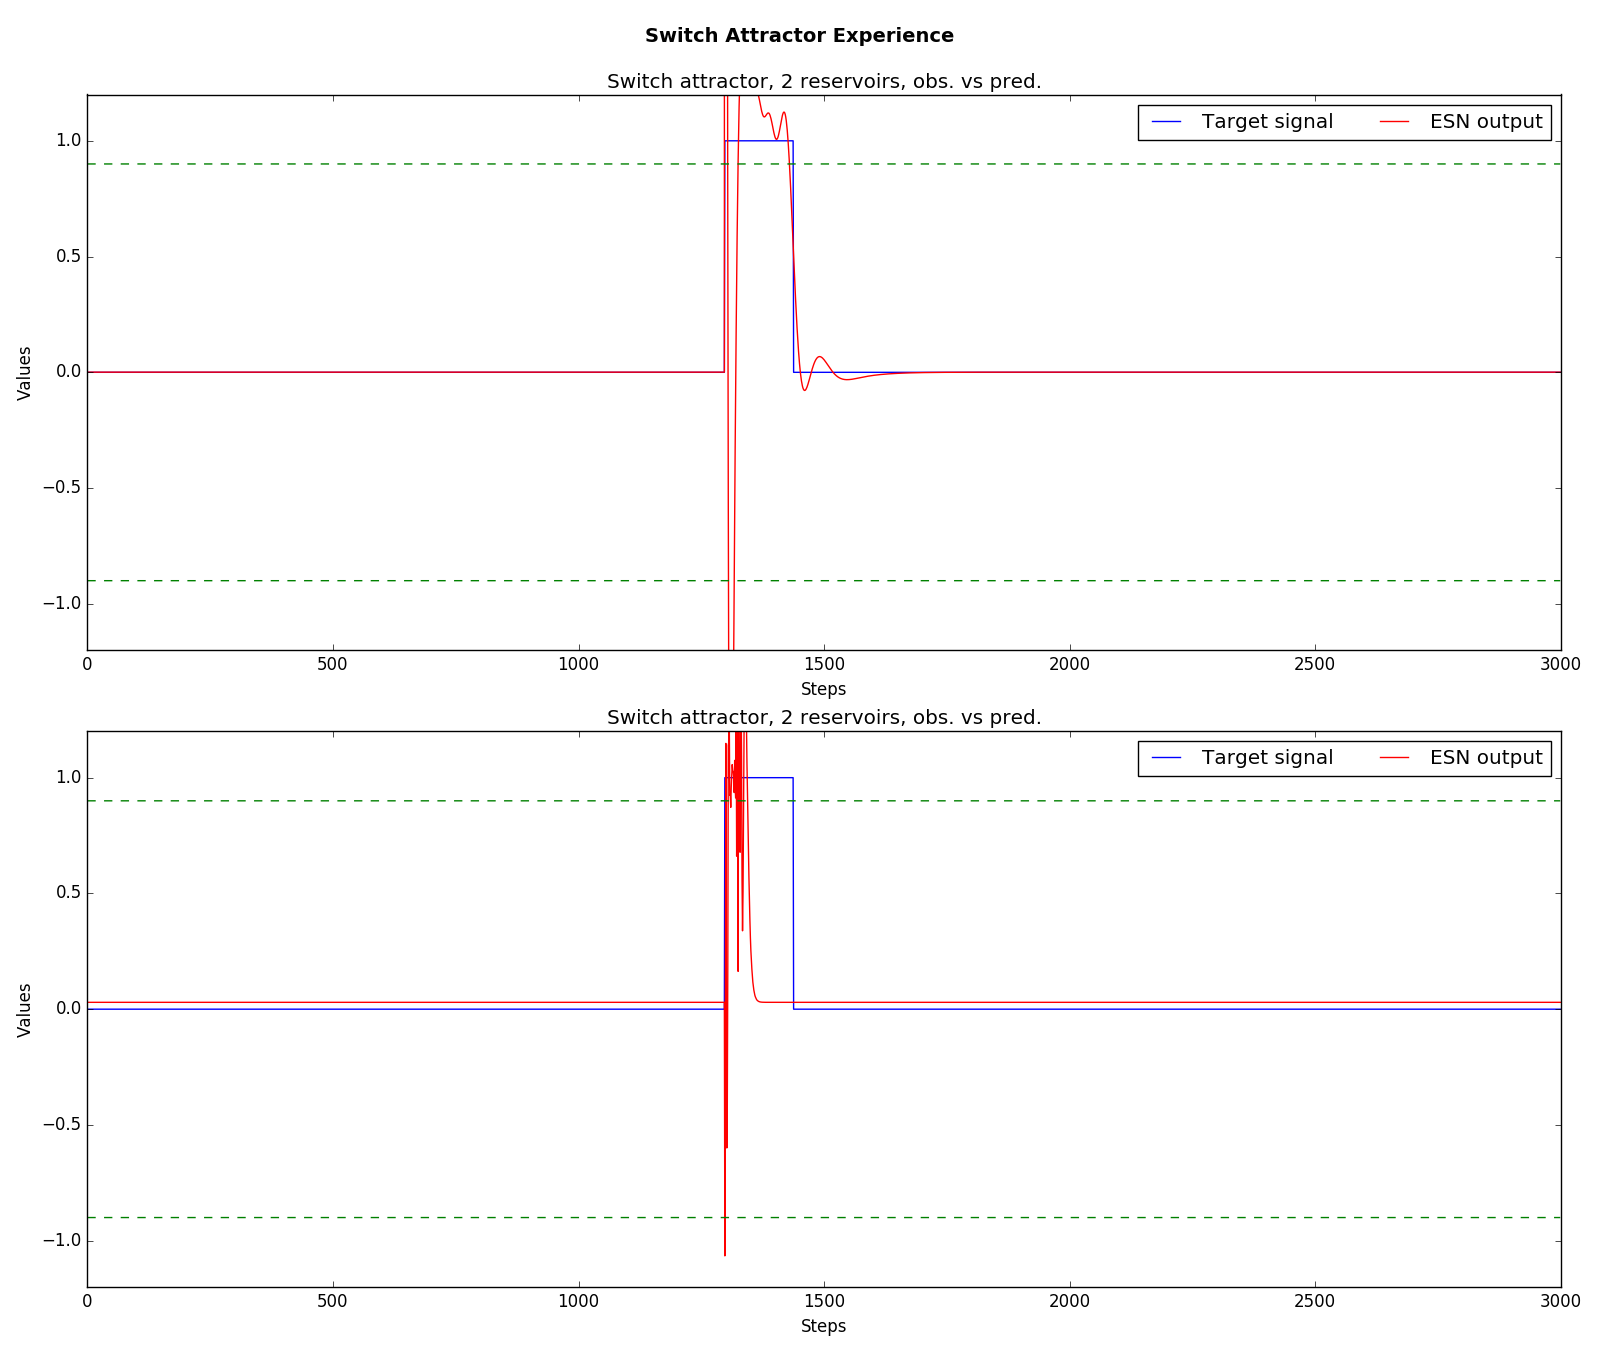 Switch Attractor Experience
Switch attractor, 2 reservoirs, obs. vs pred.
Target signal ESN output
1.0
0.5
0.0
−0.5
−1.0
Values
0 500 1000 1500 2000 2500 3000
Steps
Switch attractor, 2 reservoirs, obs. vs pred.
Target signal ESN output
1.0
0.5
0.0
−0.5
−1.0
Values
0 500 1000 1500 2000 2500 3000
Steps